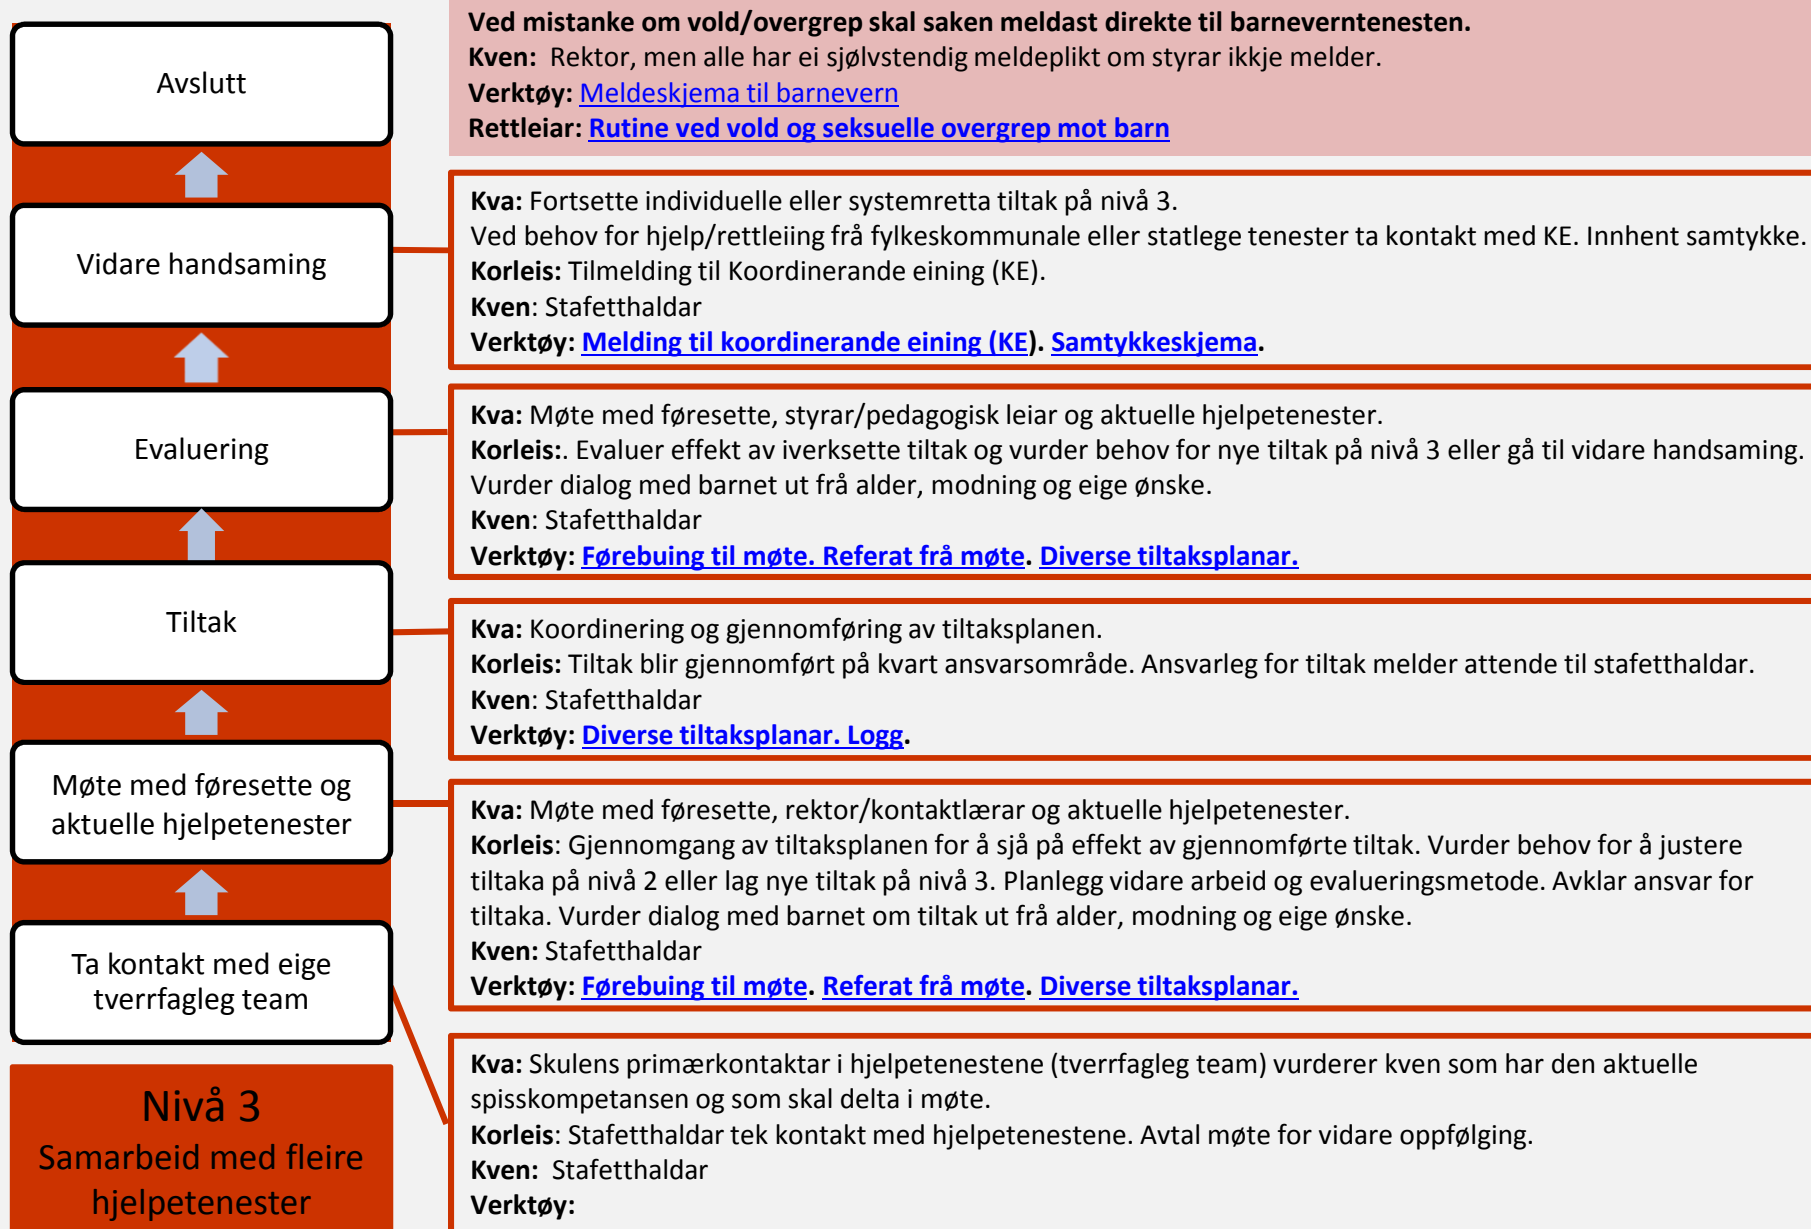 Ved mistanke om vold/overgrep skal saken meldast direkte til barneverntenesten.
Kven: Rektor, men alle har ei sjølvstendig meldeplikt om styrar ikkje melder.
Verktøy: Meldeskjema til barnevern
Rettleiar: Rutine ved vold og seksuelle overgrep mot barn
Avslutt
Vidare handsaming
Kva: Fortsette individuelle eller systemretta tiltak på nivå 3.
Ved behov for hjelp/rettleiing frå fylkeskommunale eller statlege tenester ta kontakt med KE. Innhent samtykke.
Korleis: Tilmelding til Koordinerande eining (KE).
Kven: Stafetthaldar
Verktøy: Melding til koordinerande eining (KE). Samtykkeskjema.
Evaluering
Kva: Møte med føresette, styrar/pedagogisk leiar og aktuelle hjelpetenester.
Korleis:. Evaluer effekt av iverksette tiltak og vurder behov for nye tiltak på nivå 3 eller gå til vidare handsaming.
Vurder dialog med barnet ut frå alder, modning og eige ønske.
Kven: Stafetthaldar
Verktøy: Førebuing til møte. Referat frå møte. Diverse tiltaksplanar.
Tiltak
Kva: Koordinering og gjennomføring av tiltaksplanen.
Korleis: Tiltak blir gjennomført på kvart ansvarsområde. Ansvarleg for tiltak melder attende til stafetthaldar.
Kven: Stafetthaldar
Verktøy: Diverse tiltaksplanar. Logg.
Møte med føresette og
aktuelle hjelpetenester
Kva: Møte med føresette, rektor/kontaktlærar og aktuelle hjelpetenester.
Korleis: Gjennomgang av tiltaksplanen for å sjå på effekt av gjennomførte tiltak. Vurder behov for å justere
tiltaka på nivå 2 eller lag nye tiltak på nivå 3. Planlegg vidare arbeid og evalueringsmetode. Avklar ansvar for
tiltaka. Vurder dialog med barnet om tiltak ut frå alder, modning og eige ønske.
Kven: Stafetthaldar
Verktøy: Førebuing til møte. Referat frå møte. Diverse tiltaksplanar.
Ta kontakt med eige
tverrfagleg team
Kva: Skulens primærkontaktar i hjelpetenestene (tverrfagleg team) vurderer kven som har den aktuelle
spisskompetansen og som skal delta i møte.
Korleis: Stafetthaldar tek kontakt med hjelpetenestene. Avtal møte for vidare oppfølging.
Kven: Stafetthaldar
Verktøy:
Nivå 3
Samarbeid med fleire
hjelpetenester